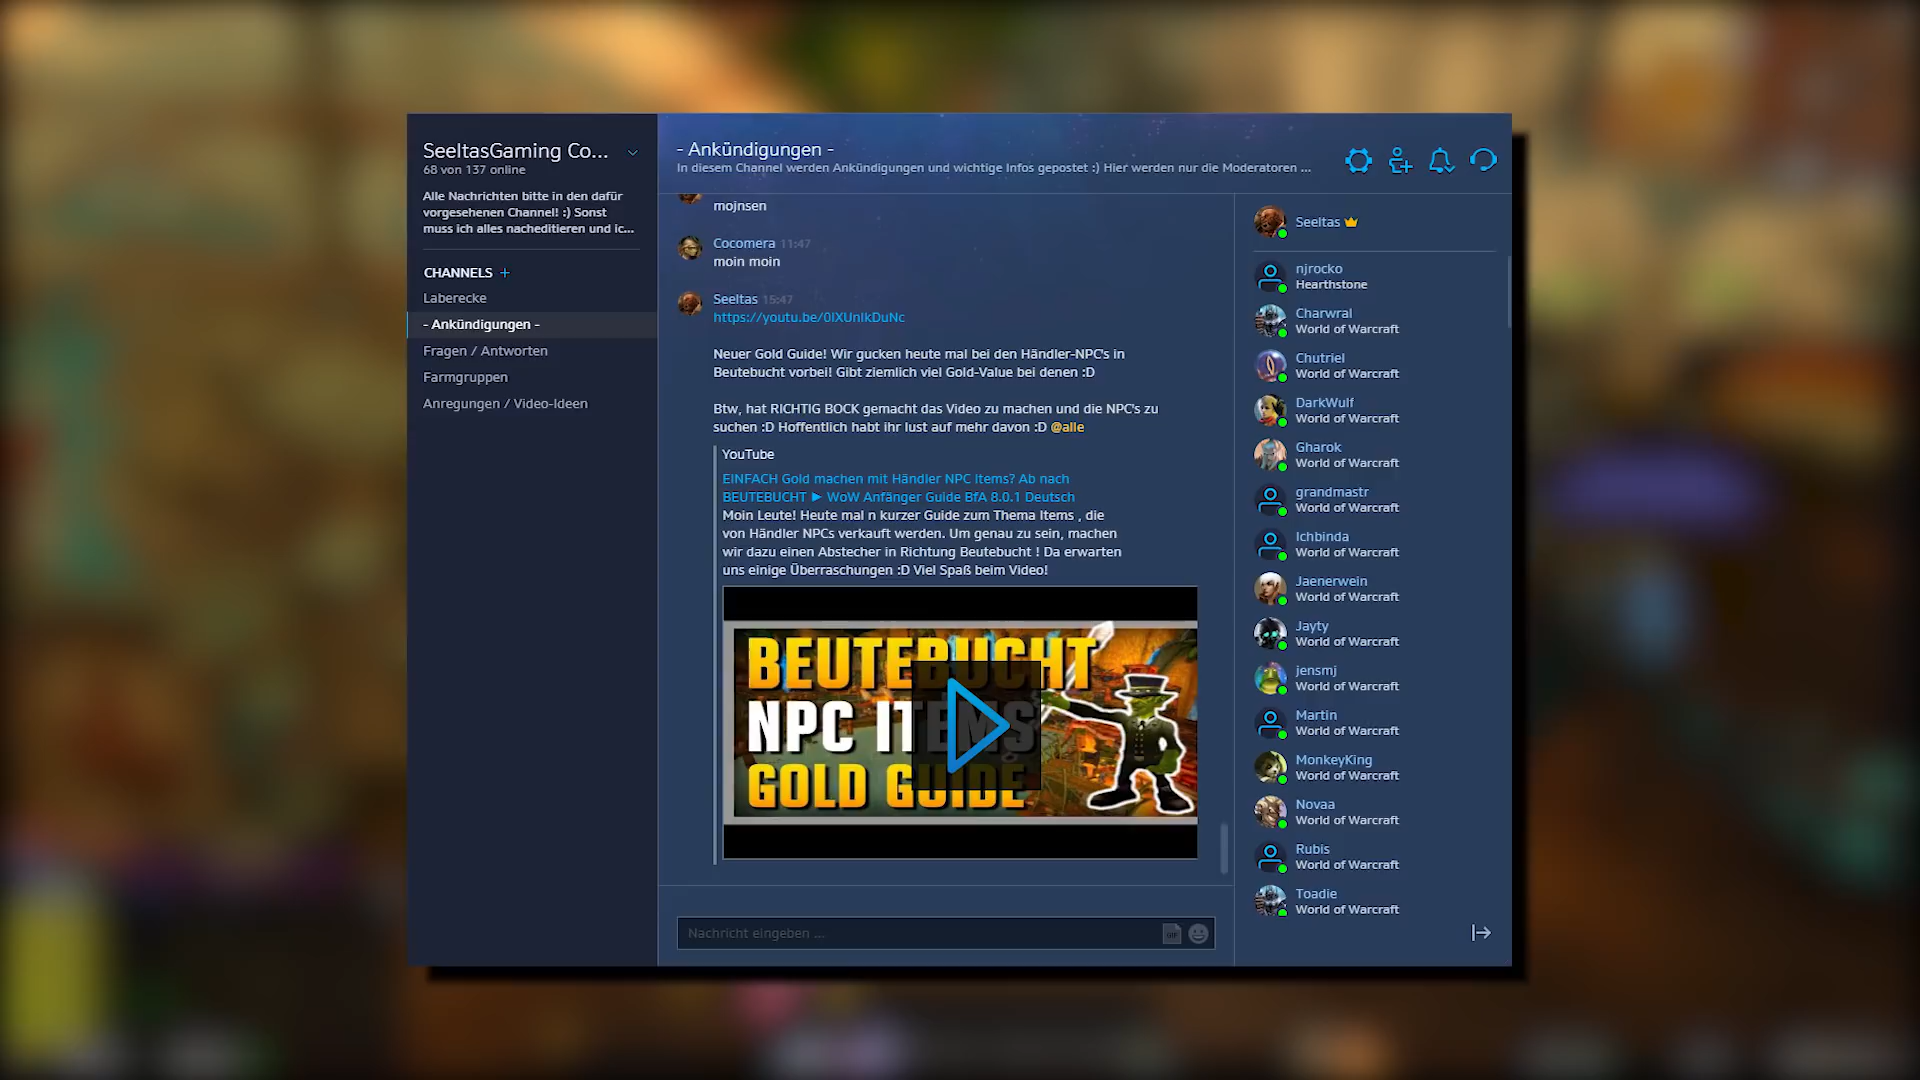 SeeltasGaming Co...
68 von 137 online
Alle Nachrichten bitte in den dafür
vorgesehenen Channel! :) Sonst
muss ich alles nacheditieren und ic...
CHANNELS +
Laberecke
- Ankündigungen -
Fragen / Antworten
Farmgruppen
Anregungen / Video-Ideen
- Ankündigungen -
In diesem Channel werden Ankündigungen und wichtige Infos gepostet :) Hier werden nur die Moderatoren ...
mojnsen
Cocomera 11:47
moin moin
Seeltas 15:47
https://youtu.be/0IXUnIkDuNc
Neuer Gold Guide! Wir gucken heute mal bei den Händler-NPC's in
Beutebucht vorbei! Gibt ziemlich viel Gold-Value bei denen :D
Btw, hat RICHTIG BOCK gemacht das Video zu machen und die NPC's zu
suchen :D Hoffentlich habt ihr lust auf mehr davon :D @alle
YouTube
EINFACH Gold machen mit Händler NPC Items? Ab nach
BEUTEBUCHT ► WoW Anfänger Guide BfA 8.0.1 Deutsch
Moin Leute! Heute mal n kurzer Guide zum Thema Items , die
von Händler NPCs verkauft werden. Um genau zu sein, machen
wir dazu einen Abstecher in Richtung Beutebucht ! Da erwarten
uns einige Überraschungen :D Viel Spaß beim Video!
BEUTEBUCHT
NPC ITEMS
GOLD GUIDE
Nachricht eingeben ...
GIF
Seeltas
njrocko
Hearthstone
Charwral
World of Warcraft
Chutriel
World of Warcraft
DarkWulf
World of Warcraft
Gharok
World of Warcraft
grandmastr
World of Warcraft
Ichbinda
World of Warcraft
Jaenerwein
World of Warcraft
Jayty
World of Warcraft
jensmj
World of Warcraft
Martin
World of Warcraft
MonkeyKing
World of Warcraft
Novaa
World of Warcraft
Rubis
World of Warcraft
Toadie
World of Warcraft